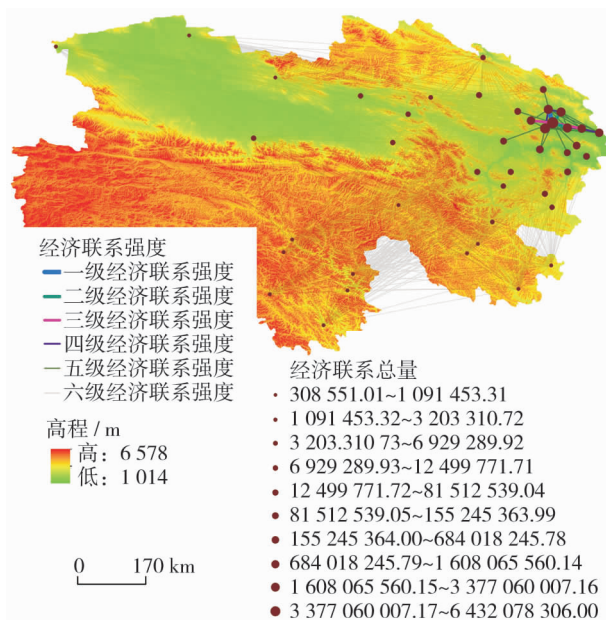 经济联系强度
一级经济联系强度
二级经济联系强度
三级经济联系强度
四级经济联系强度
五级经济联系强度
六级经济联系强度
高程 / m
高: 6 578
低: 1 014
0 170 km
经济联系总量
308 551.01~1 091 453.31
1 091 453.32~3 203 310.72
3 203.310 73~6 929 289.92
6 929 289.93~12 499 771.71
12 499 771.72~81 512 539.04
81 512 539.05~155 245 363.99
155 245 364.00~684 018 245.78
684 018 245.79~1 608 065 560.14
1 608 065 560.15~3 377 060 007.16
3 377 060 007.17~6 432 078 306.00